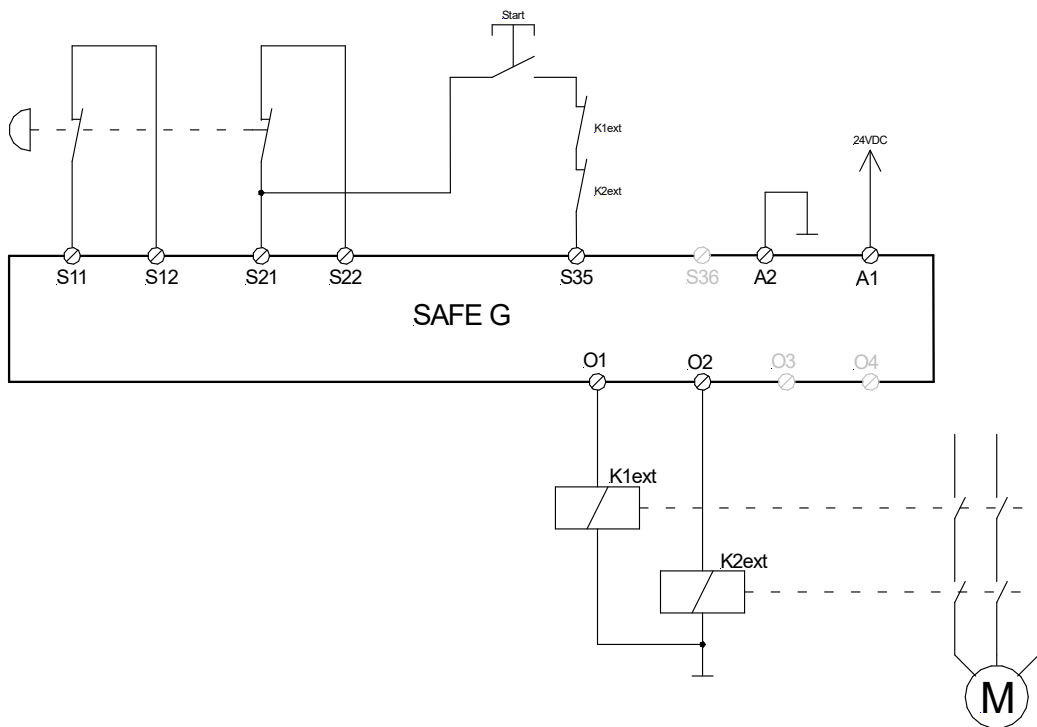 Start
K1ext
K2ext
24VDC
S11 S12 S21 S22 S35 S36 A2 A1
SAFE G
O1 O2 O3 O4
K1ext
K2ext
M